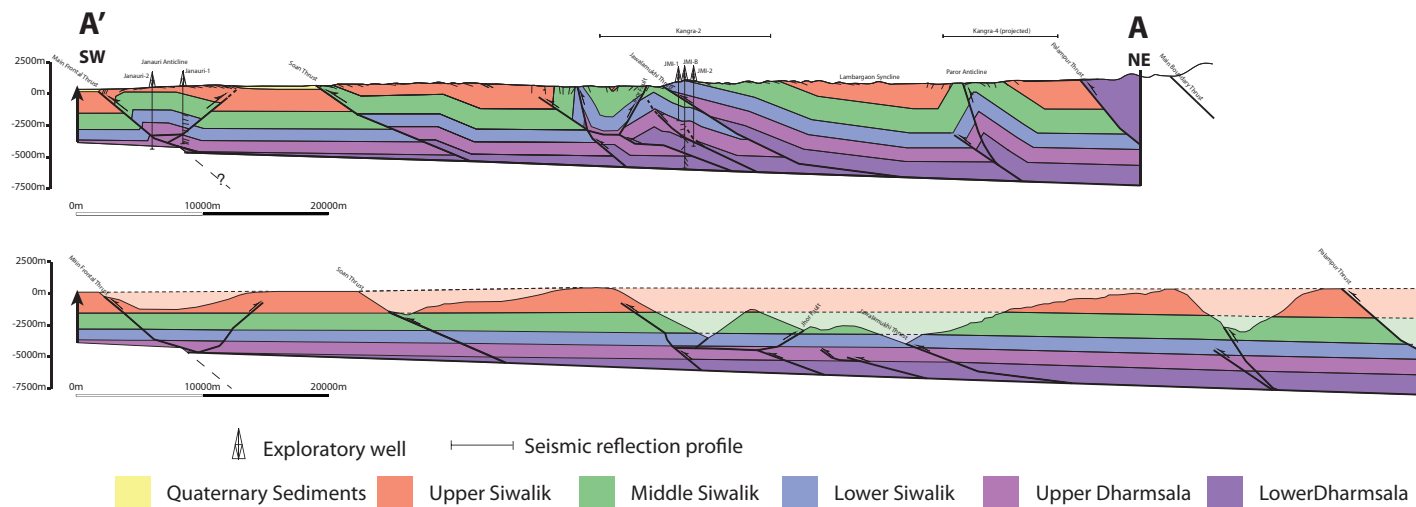 A'
A
SW
NE
Kangra-2
Kangra-4 (projected)
Main Frontal Thrust
Janauri Anticline
Janauri-2
Janauri-1
Soan Thrust
Jawalamukhi Thrust
JMI-1
JMI-B
JMI-2
Lambargaon Syncline
Paror Anticline
Palampur Thrust
Main Boundary Thrust
2500m
0m
-2500m
-5000m
-7500m
?
0m
10000m
20000m
Main Frontal Thrust
Soan Thrust
Jhor Fault
Jawalamukhi Thrust
Palampur Thrust
2500m
0m
-2500m
-5000m
-7500m
0m
10000m
20000m
Exploratory well
Seismic reflection profile
Quaternary Sediments
Upper Siwalik
Middle Siwalik
Lower Siwalik
Upper Dharmsala
LowerDharmsala